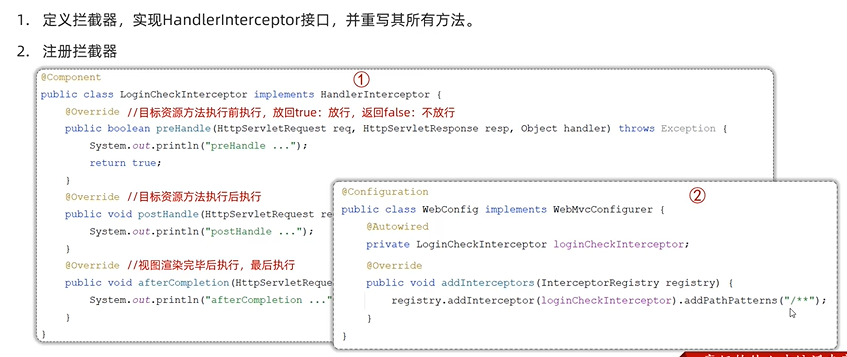 1. 定义拦截器，实现HandlerInterceptor接口，并重写其所有方法。
2. 注册拦截器
①
@Component
public class LoginCheckInterceptor implements HandlerInterceptor {
@Override //目标资源方法执行前执行，放回true：放行，返回false：不放行
public boolean preHandle(HttpServletRequest req, HttpServletResponse resp, Object handler) throws Exception {
System.out.println("preHandle ...");
return true;
}
@Override //目标资源方法执行后执行
public void postHandle(HttpServletRequest re
System.out.println("postHandle ...");
}
@Override //视图渲染完毕后执行，最后执行
public void afterCompletion(HttpServletReque
System.out.println("afterCompletion ..."
}
}
②
@Configuration
public class WebConfig implements WebMvcConfigurer {
@Autowired
private LoginCheckInterceptor loginCheckInterceptor;
@Override
public void addInterceptors(InterceptorRegistry registry) {
registry.addInterceptor(loginCheckInterceptor).addPathPatterns("/**");
}
}